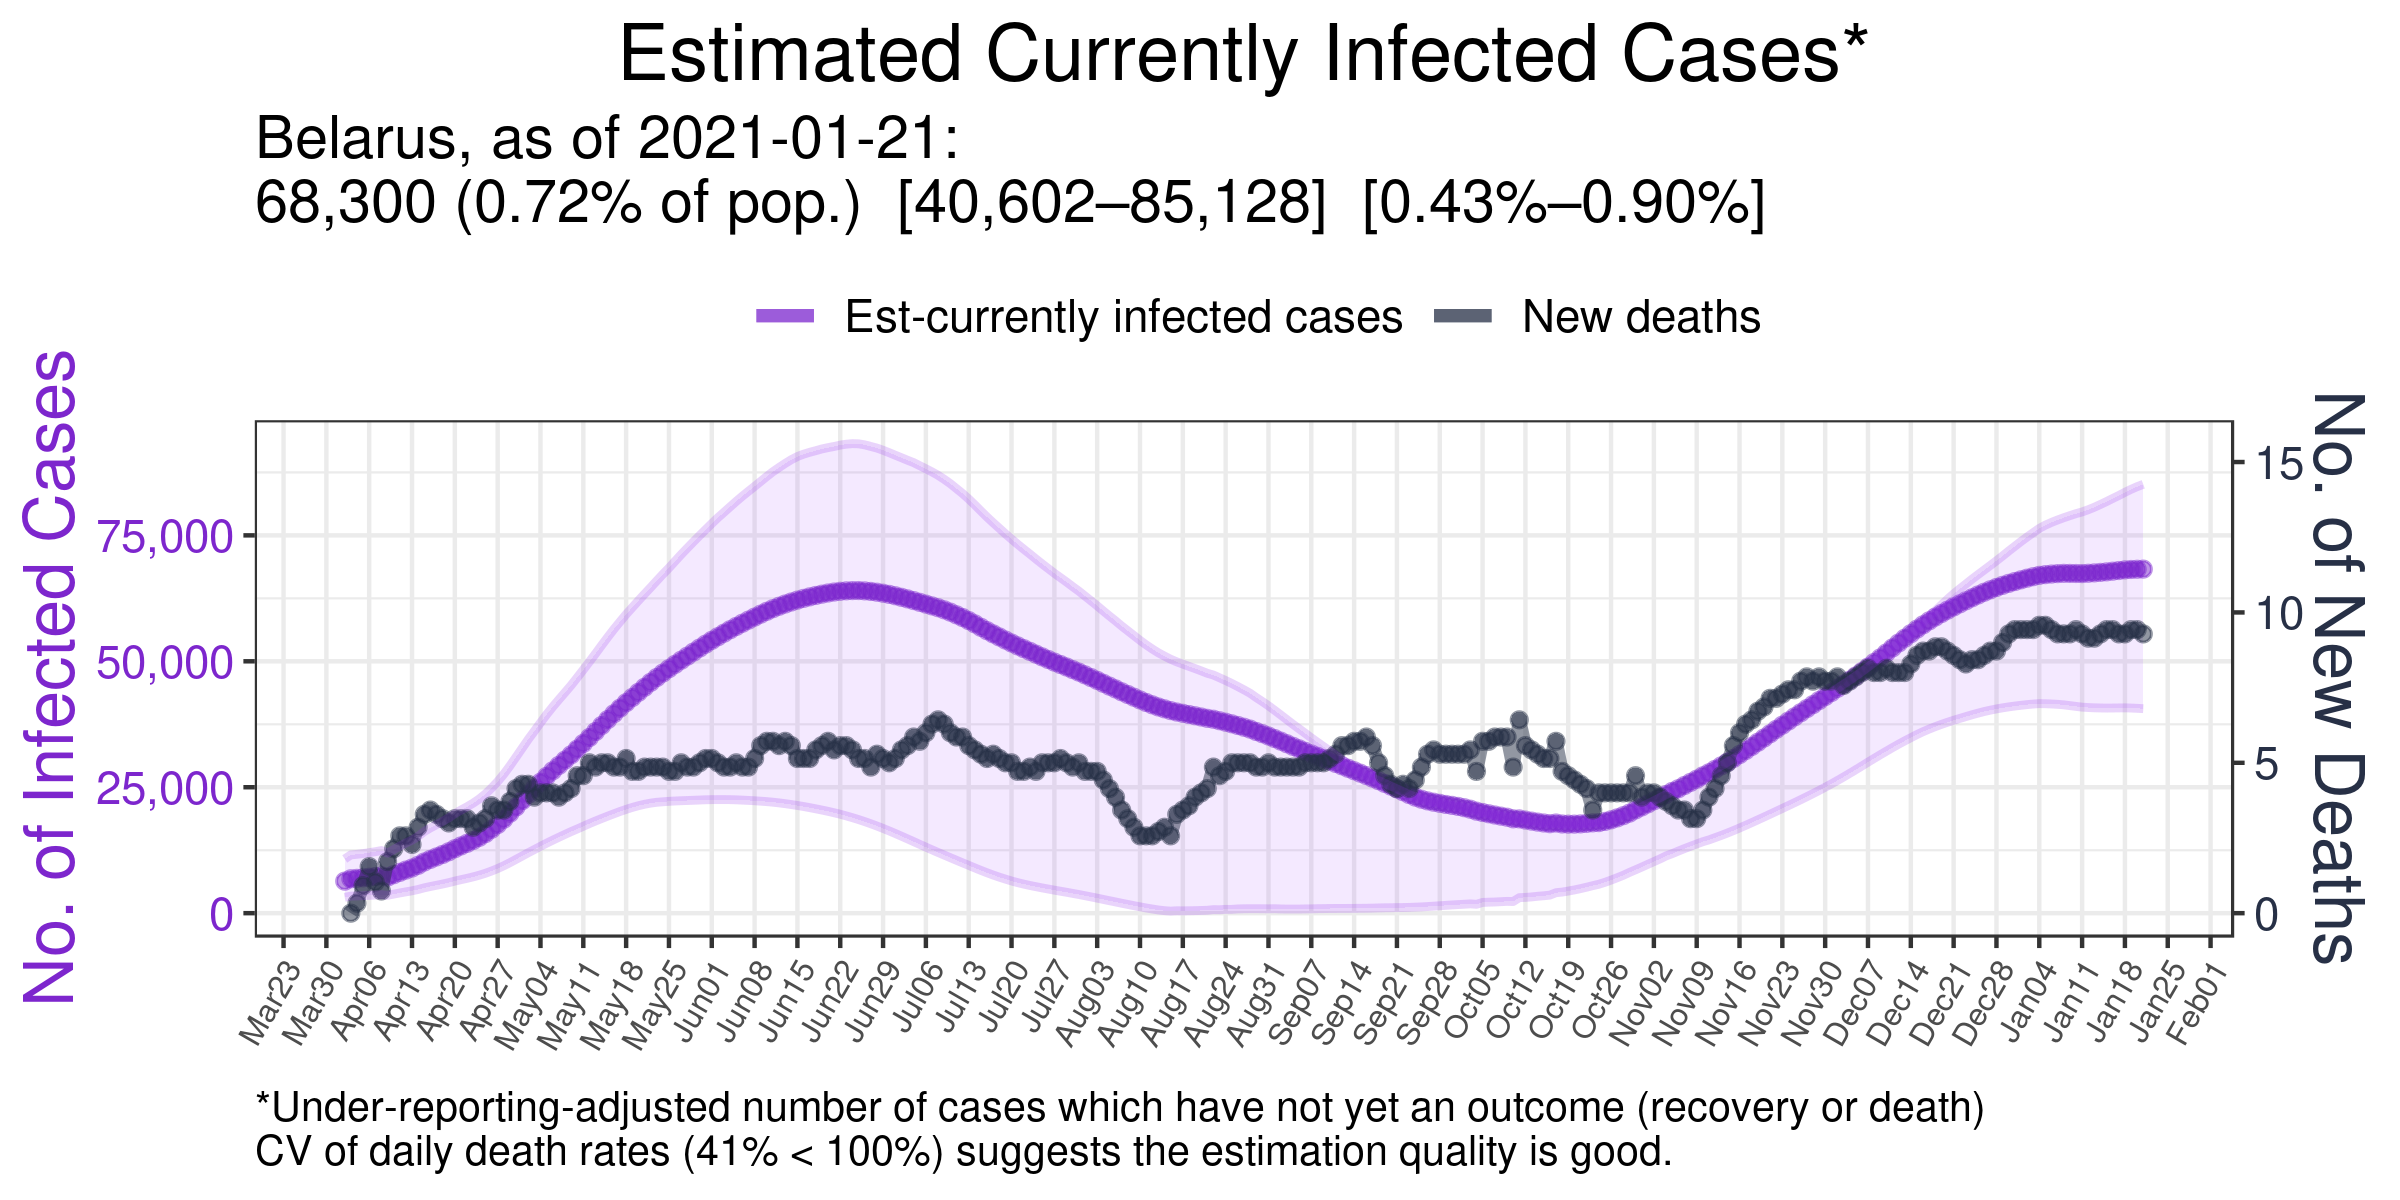 Estimated Currently Infected Cases*
Belarus, as of 2021-01-21:
68,300 (0.72% of pop.)  [40,602–85,128]  [0.43%–0.90%]
Est-currently infected cases
New deaths
No. of Infected Cases
75,000
50,000
25,000
0
15
10
5
0
No. of New Deaths
Mar23
Mar30
Apr06
Apr13
Apr20
Apr27
May04
May11
May18
May25
Jun01
Jun08
Jun15
Jun22
Jun29
Jul06
Jul13
Jul20
Jul27
Aug03
Aug10
Aug17
Aug24
Aug31
Sep07
Sep14
Sep21
Sep28
Oct05
Oct12
Oct19
Oct26
Nov02
Nov09
Nov16
Nov23
Nov30
Dec07
Dec14
Dec21
Dec28
Jan04
Jan11
Jan18
Jan25
Feb01
*Under-reporting-adjusted number of cases which have not yet an outcome (recovery or death)
CV of daily death rates (41% < 100%) suggests the estimation quality is good.